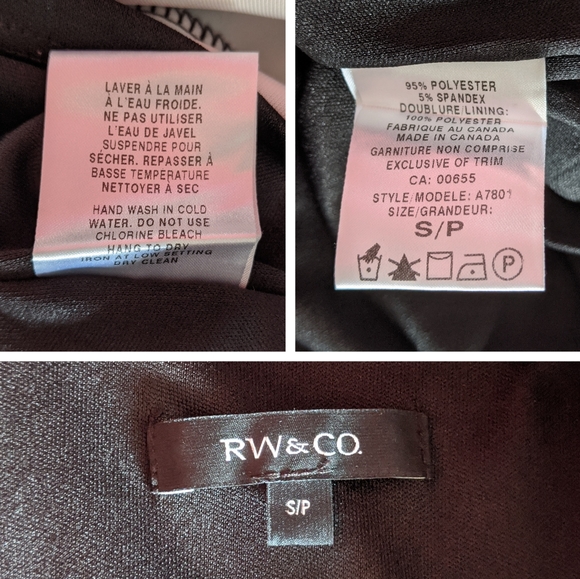 LAVER À LA MAIN
À L'EAU FROIDE.
NE PAS UTILISER
L'EAU DE JAVEL
SUSPENDRE POUR
SÉCHER. REPASSER À
BASSE TEMPÉRATURE
NETTOYER À SEC
HAND WASH IN COLD
WATER. DO NOT USE
CHLORINE BLEACH
HANG TO DRY
IRON AT LOW SETTING
DRY CLEAN
95% POLYESTER
5% SPANDEX
DOUBLURE/LINING:
100% POLYESTER
FABRIQUE AU CANADA
MADE IN CANADA
GARNITURE NON COMPRISE
EXCLUSIVE OF TRIM
CA: 00655
STYLE/MODELE: A7801
SIZE/GRANDEUR:
S/P
P
RW&CO.
S/P